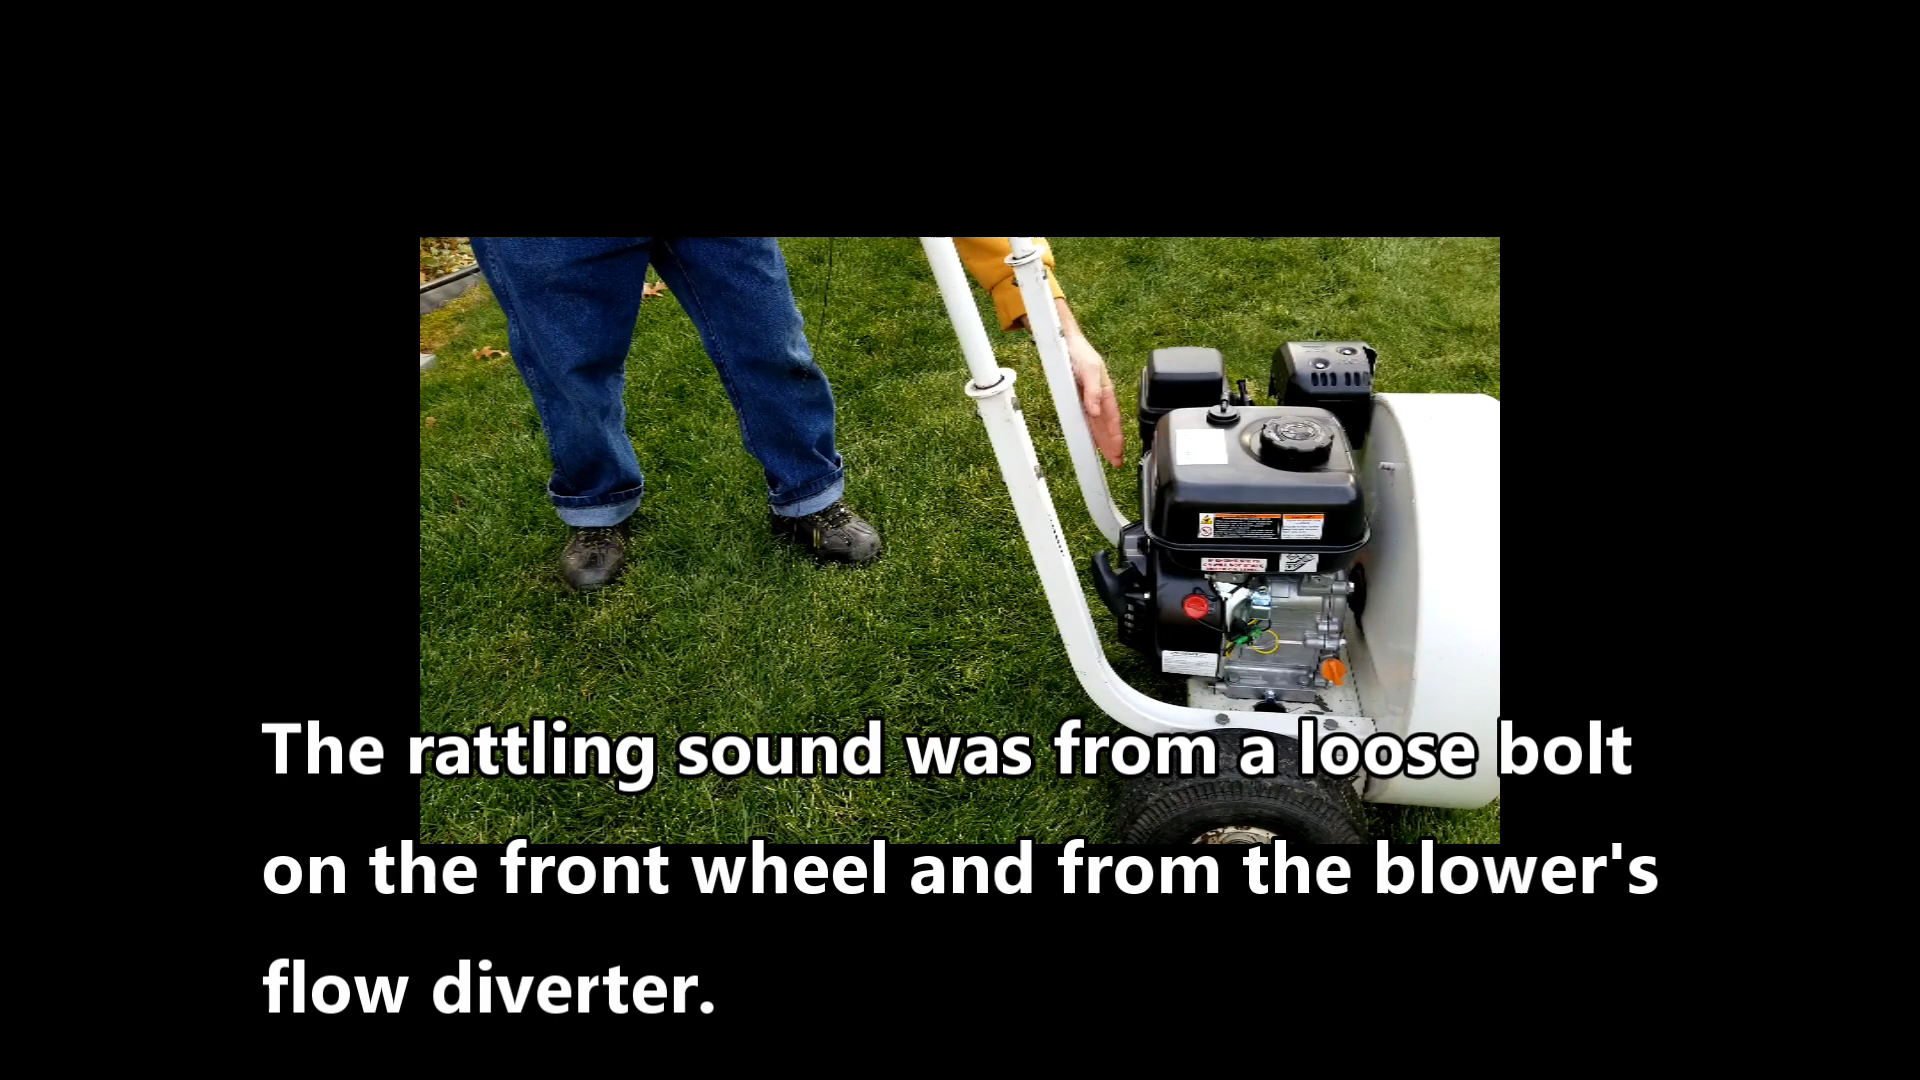 The rattling sound was from a loose bolt
on the front wheel and from the blower's
flow diverter.